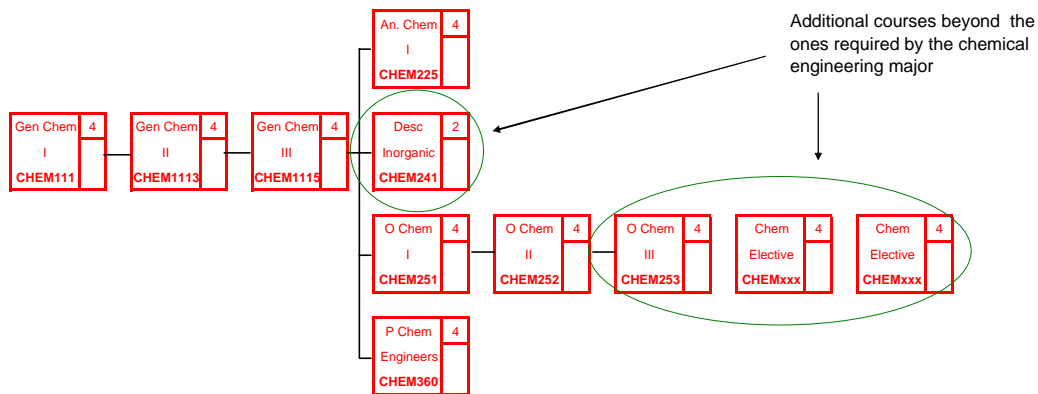 An. Chem 4
I
CHEM225
Additional courses beyond the
ones required by the chemical
engineering major
Gen Chem 4
I
CHEM111
Gen Chem 4
II
CHEM1113
Gen Chem 4
III
CHEM1115
Desc 2
Inorganic
CHEM241
O Chem 4
I
CHEM251
O Chem 4
II
CHEM252
O Chem 4
III
CHEM253
Chem 4
Elective
CHEMxxx
Chem 4
Elective
CHEMxxx
P Chem 4
Engineers
CHEM360